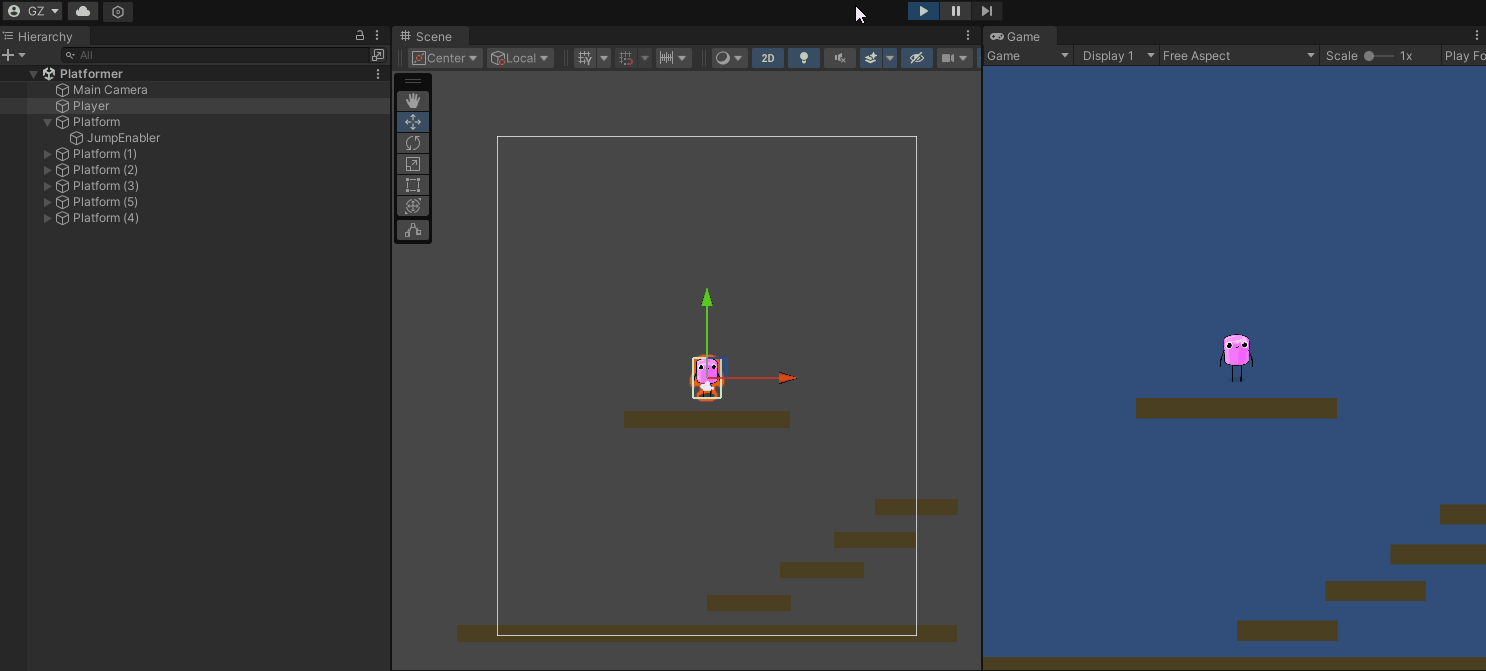 GZ
Hierarchy
All
Platformer
Main Camera
Player
Platform
JumpEnabler
Platform (1)
Platform (2)
Platform (3)
Platform (5)
Platform (4)
Scene
Center
Local
2D
Game
Game
Display 1
Free Aspect
Scale
1x
Play Fo